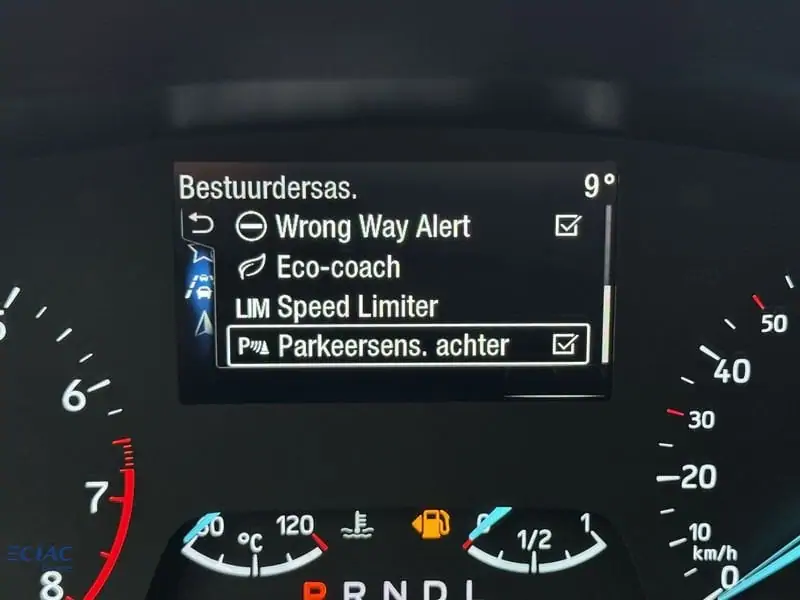 Bestuurdersas. 9°
Wrong Way Alert
Eco-coach
LIM Speed Limiter
P Parkeersens. achter
6
7
8
50
40
30
20
10
km/h
0
°C 120
0 1/2 1
P R N D L